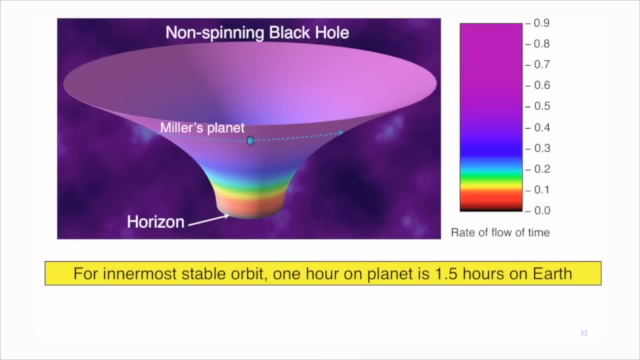 Non-spinning Black Hole
Miller's planet
Horizon
0.9
0.8
0.7
0.6
0.5
0.4
0.3
0.2
0.1
0.0
Rate of flow of time
For innermost stable orbit, one hour on planet is 1.5 hours on Earth
32